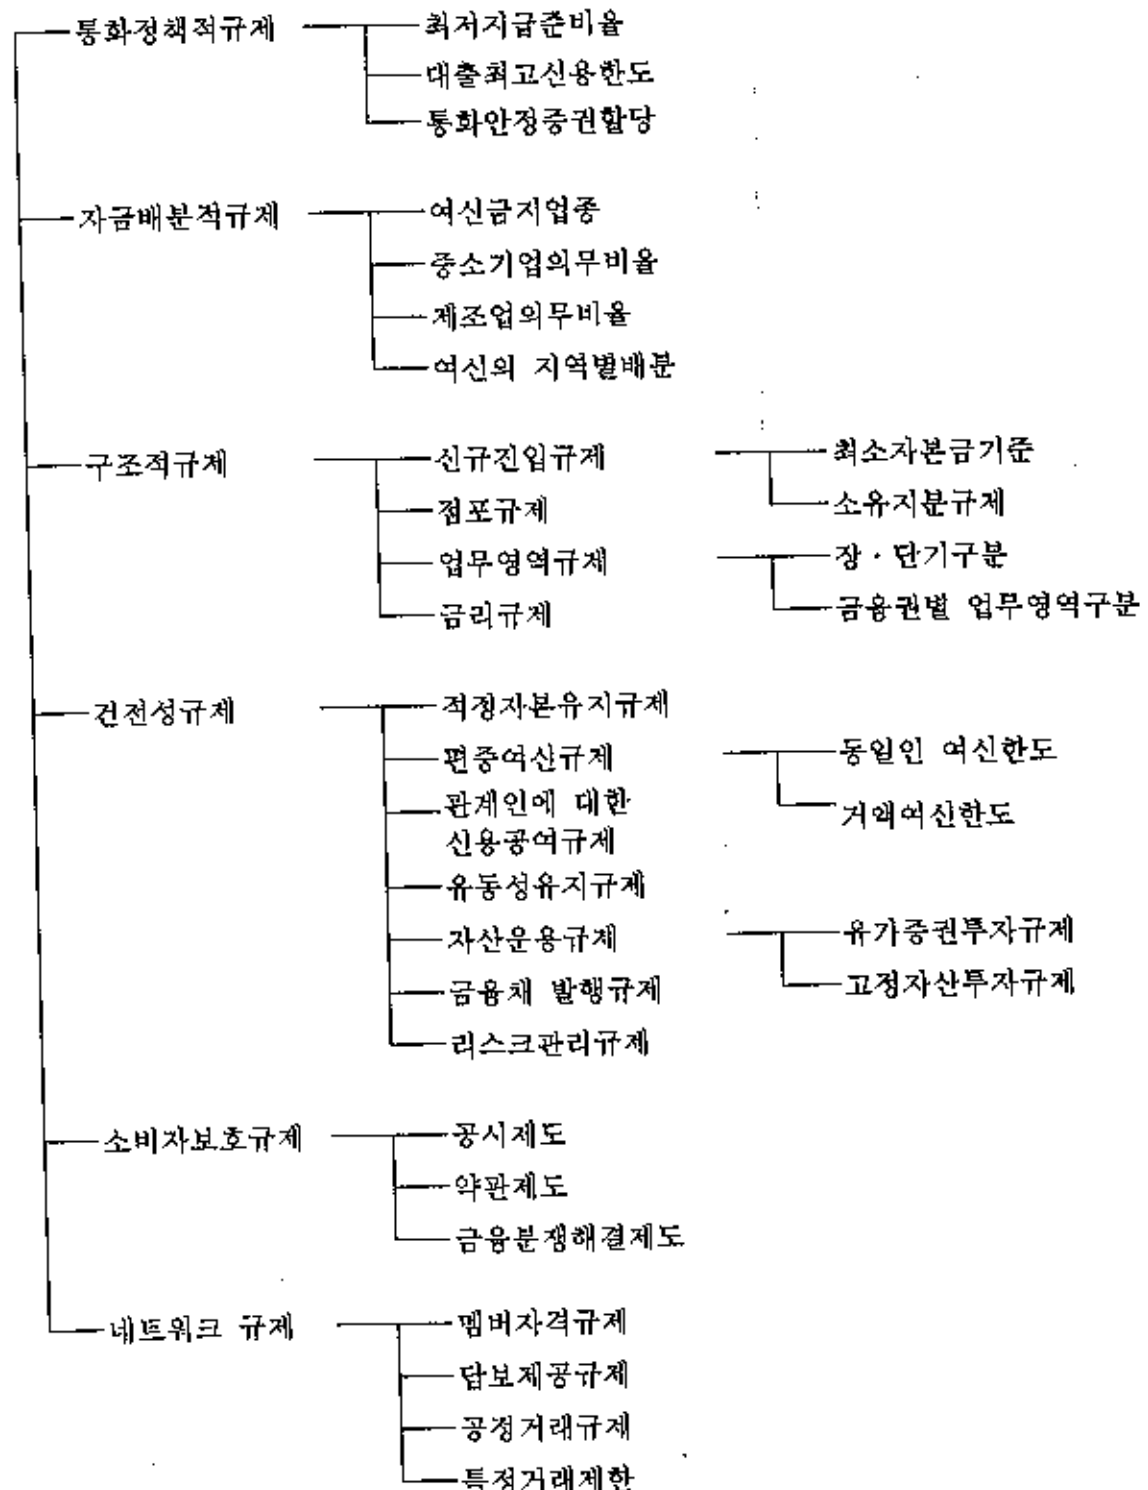 통화정책적규제
최저지급준비율
대출최고신용한도
통화안정증권할당
자금배분적규제
여신금지업종
중소기업의무비율
제조업의무비율
여신의 지역별배분
구조적규제
신규진입규제
최소자본금기준
소유지분규제
점포규제
업무영역규제
장·단기구분
금융권별 업무영역구분
금리규제
건전성규제
적정자본유지규제
편중여신규제
동일인 여신한도
거액여신한도
관계인에 대한
신용공여규제
유동성유지규제
자산운용규제
유가증권투자규제
고정자산투자규제
금융채 발행규제
리스크관리규제
소비자보호규제
공시제도
약관제도
금융분쟁해결제도
네트워크 규제
멤버자격규제
담보제공규제
공정거래규제
특정거래제한